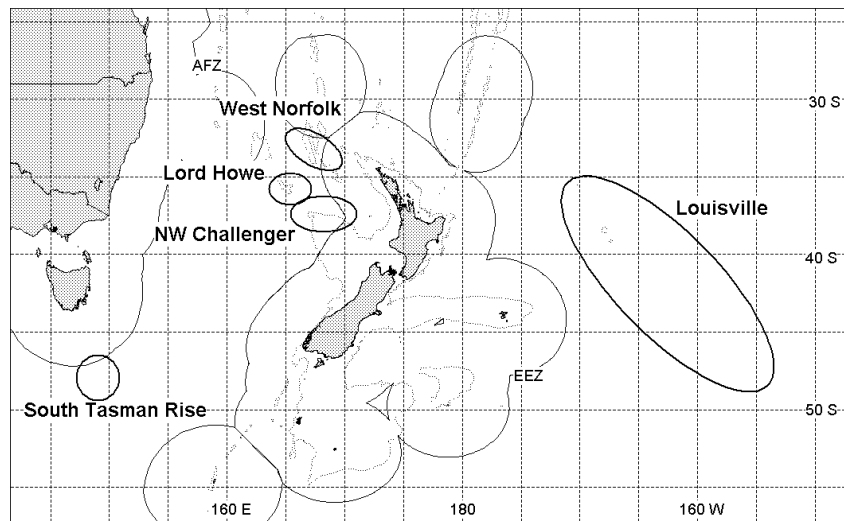 AFZ
West Norfolk
30 S
Lord Howe
Louisville
NW Challenger
40 S
EEZ
South Tasman Rise
50 S
160 E
180
160 W